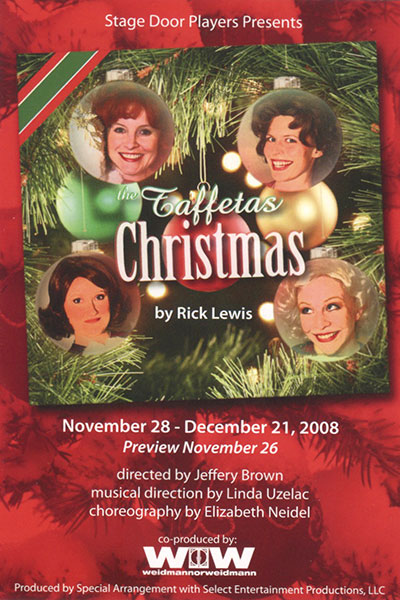 Stage Door Players Presents
the Taffetas
Christmas
by Rick Lewis
November 28 - December 21, 2008
Preview November 26
directed by Jeffery Brown
musical direction by Linda Uzelac
choreography by Elizabeth Neidel
co-produced by:
WOW
weidmannorweidmann
Produced by Special Arrangement with Select Entertainment Productions, LLC